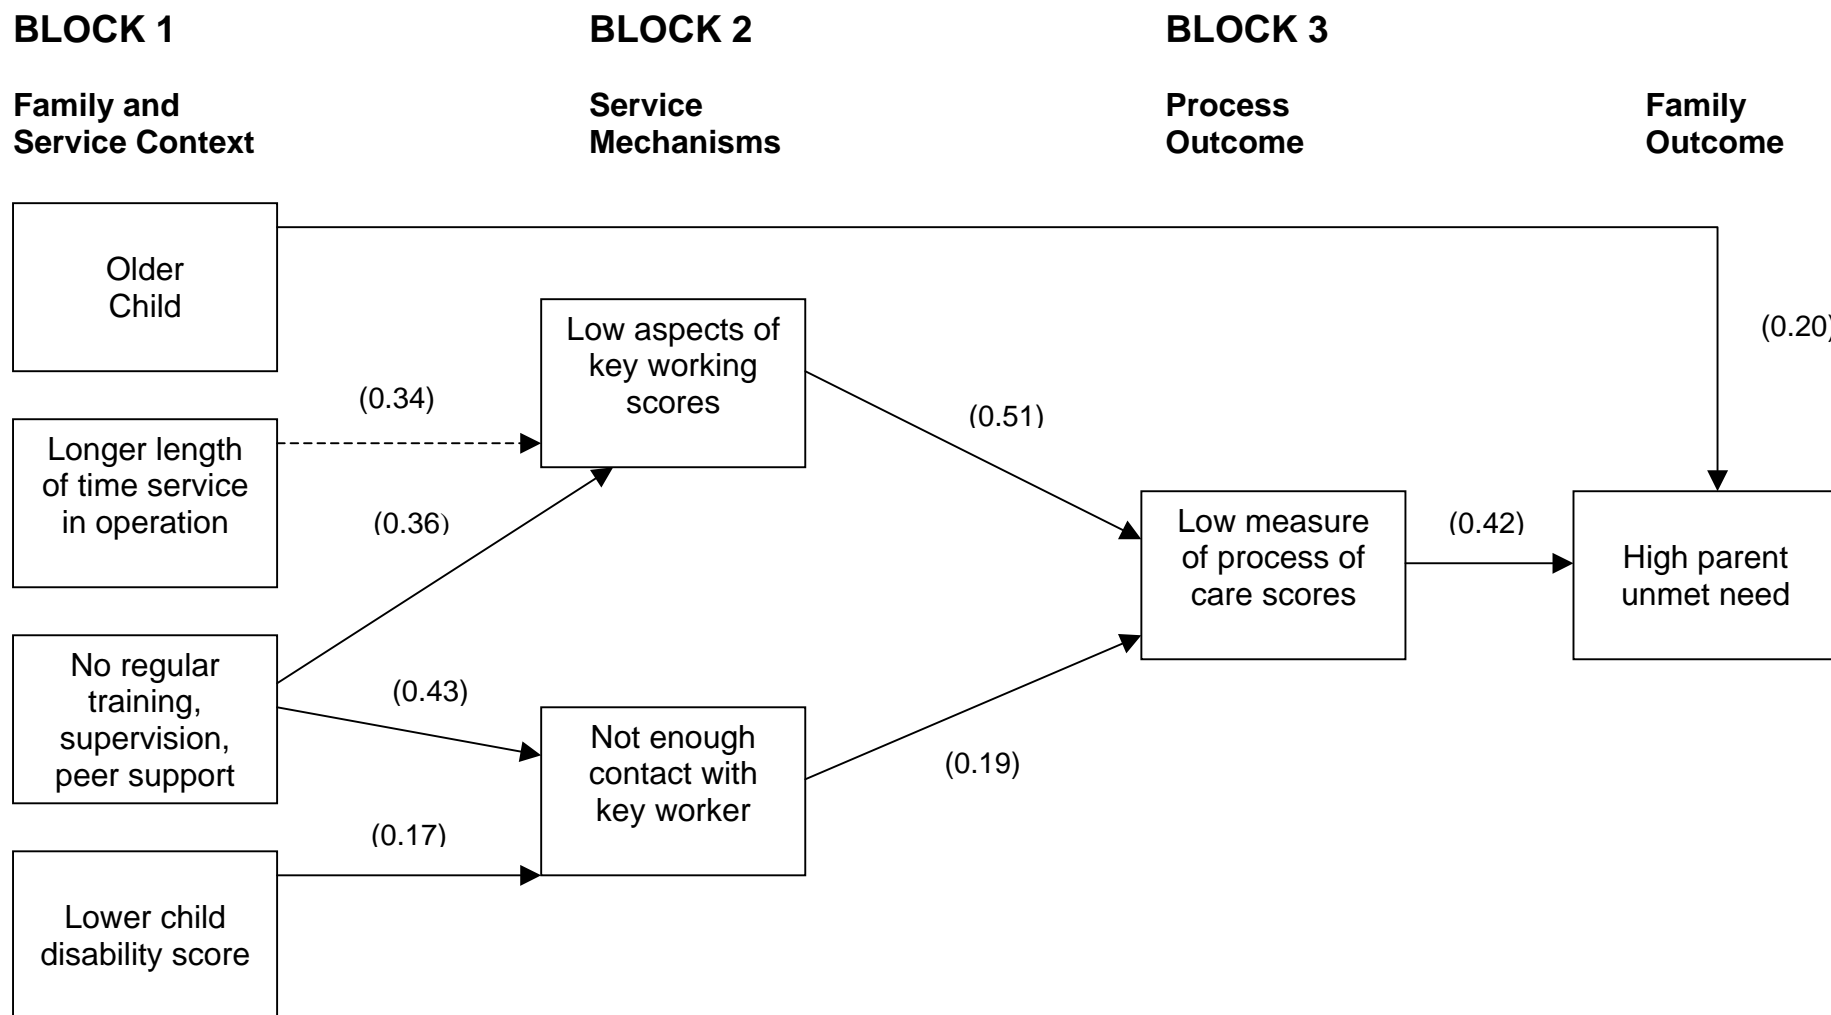 BLOCK 1
BLOCK 2
BLOCK 3
Family and
Service Context
Service
Mechanisms
Process
Outcome
Family
Outcome
Older
Child
(0.20)
Low aspects of
key working
scores
(0.34)
(0.51)
Longer length
of time service
in operation
(0.36)
Low measure
of process of
care scores
(0.42)
High parent
unmet need
No regular
training,
supervision,
peer support
(0.43)
Not enough
contact with
key worker
(0.19)
(0.17)
Lower child
disability score